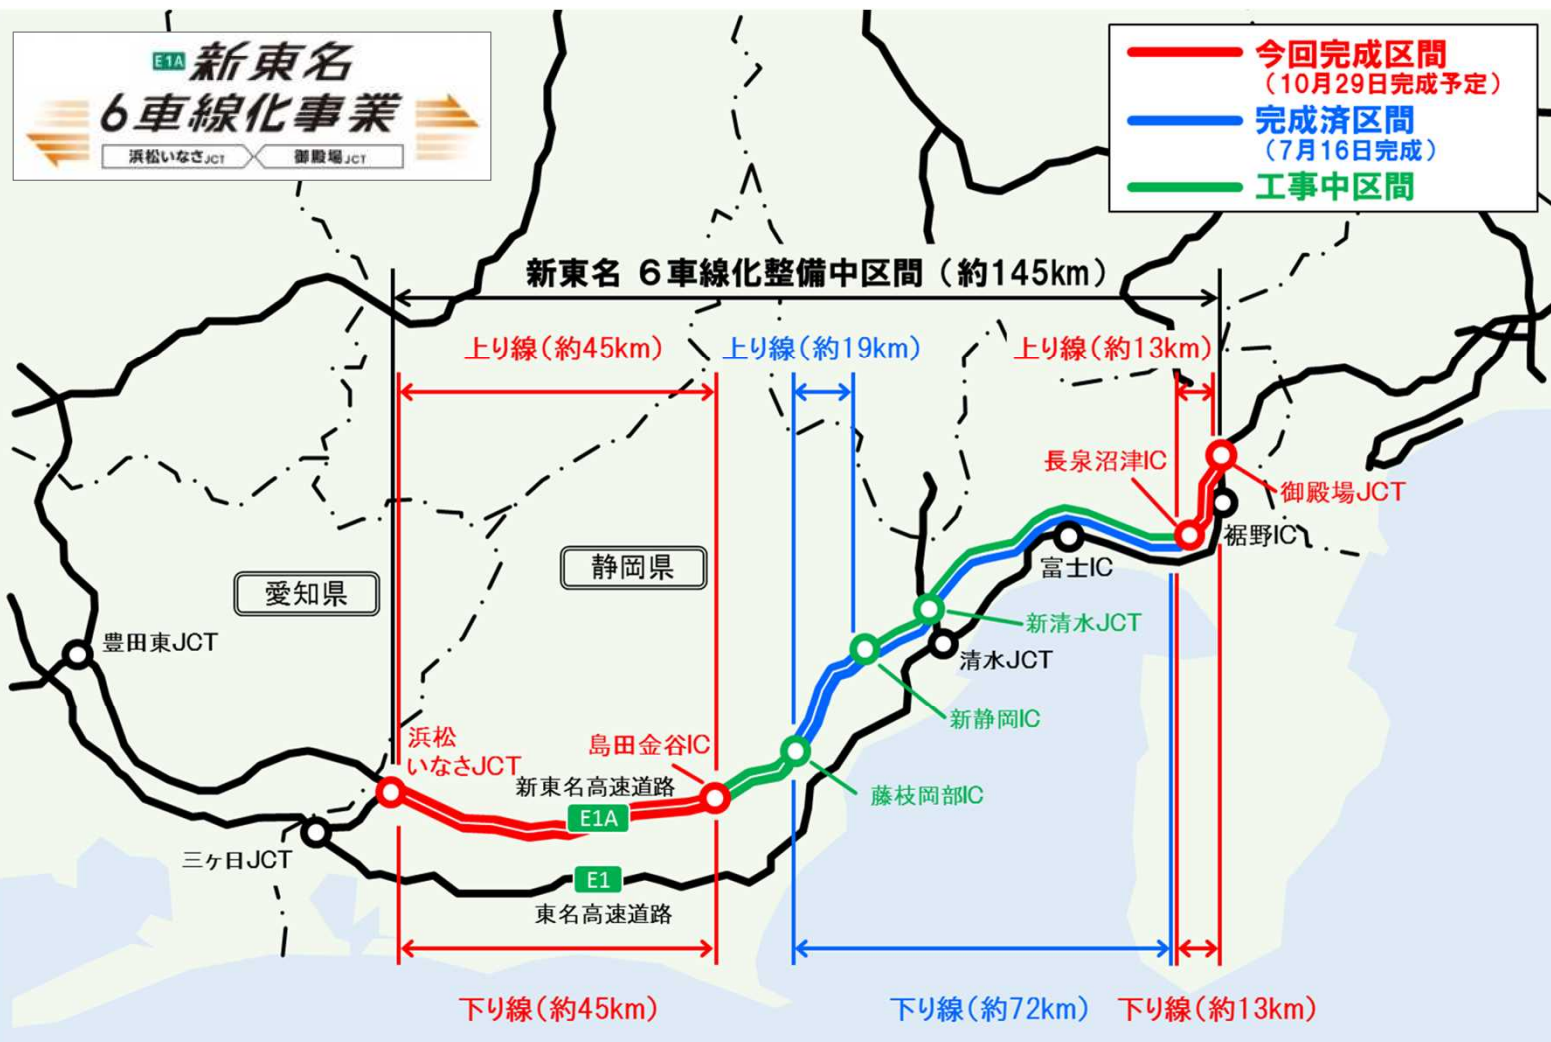 E1A 新東名
6車線化事業
浜松いなさJCT 御殿場JCT
今回完成区間
（10月29日完成予定）
完成済区間
（7月16日完成）
工事中区間
新東名 6車線化整備中区間（約145km）
上り線（約45km）
上り線（約19km）
上り線（約13km）
長泉沼津IC
御殿場JCT
裾野IC
富士IC
静岡県
愛知県
新清水JCT
豊田東JCT
清水JCT
新静岡IC
浜松
いなさJCT
島田金谷IC
新東名高速道路
藤枝岡部IC
E1A
三ヶ日JCT
E1
東名高速道路
下り線（約45km）
下り線（約72km）
下り線（約13km）